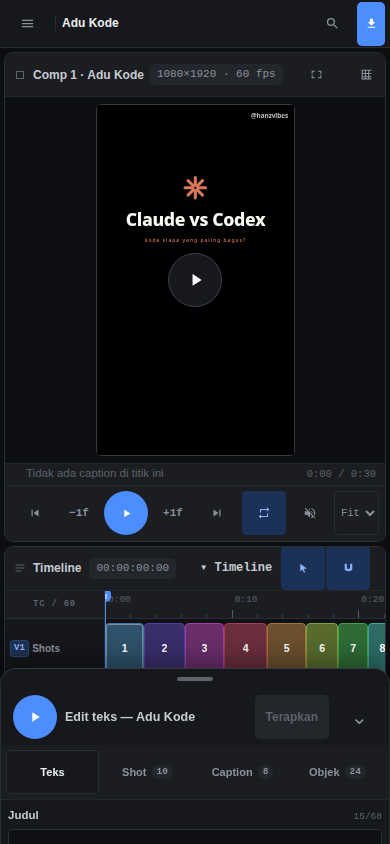 Adu Kode
Comp 1 · Adu Kode 1080×1920 · 60 fps
@hanzvibes
Claude vs Codex
kode siapa yang paling bagus?
Tidak ada caption di titik ini 0:00 / 0:30
−1f +1f Fit
Timeline 00:00:00:00 ▾ Timeline
TC / 60 0:00 0:10 0:20
V1 Shots 1 2 3 4 5 6 7 8
Edit teks — Adu Kode Terapkan
Teks Shot 10 Caption 8 Objek 24
Judul 15/60